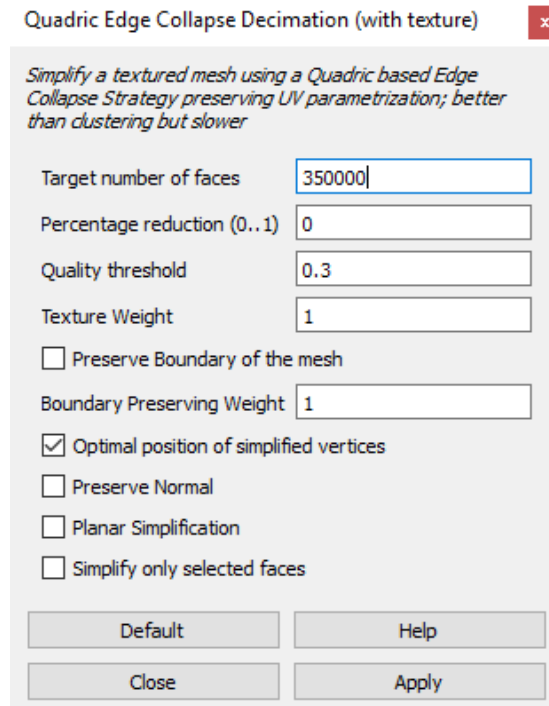 Quadric Edge Collapse Decimation (with texture) x
Simplify a textured mesh using a Quadric based Edge
Collapse Strategy preserving UV parametrization; better
than clustering but slower
Target number of faces 350000
Percentage reduction (0..1) 0
Quality threshold 0.3
Texture Weight 1
Preserve Boundary of the mesh
Boundary Preserving Weight 1
Optimal position of simplified vertices
Preserve Normal
Planar Simplification
Simplify only selected faces
Default Help
Close Apply